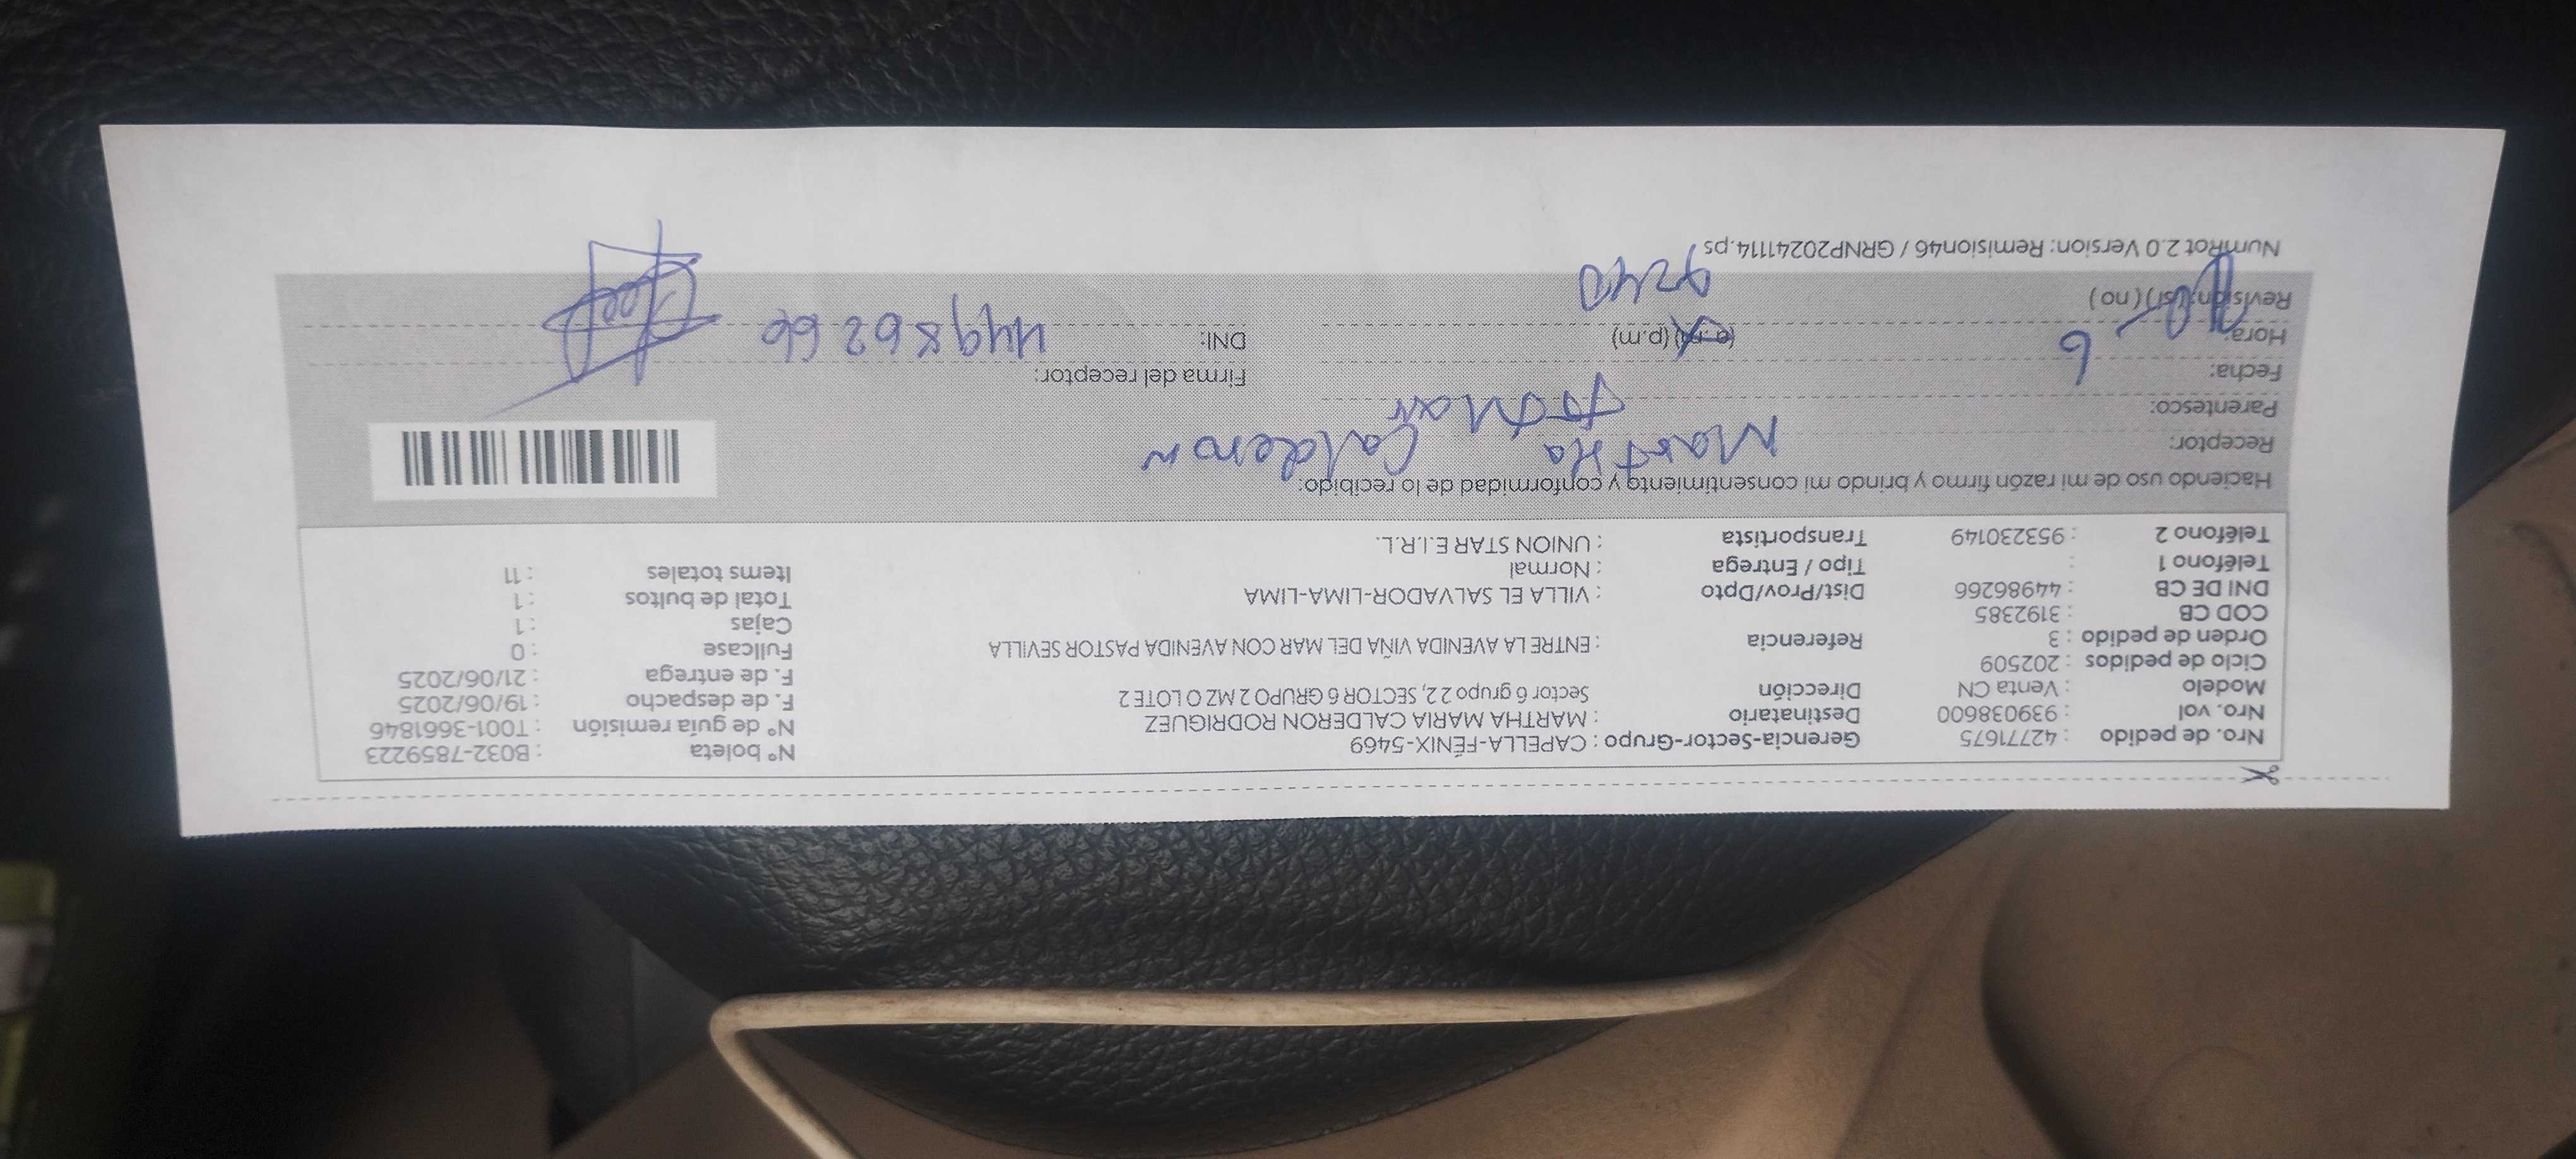 Nro. de pedido : 42771675 Gerencia-Sector-Grupo : CAPELLA-FÉNIX-5469 N° boleta : B032-7859223
Nro. vol : 939038600 Destinatario : MARTHA MARIA CALDERON RODRIGUEZ N° de guía remisión : T001-3661846
Modelo : Venta CN Dirección Sector 6 grupo 2 2, SECTOR 6 GRUPO 2 MZ O LOTE 2 F. de despacho : 19/06/2025
Ciclo de pedidos : 202509 F. de entrega : 21/06/2025
Orden de pedido : 3 Referencia : ENTRE LA AVENIDA VIÑA DEL MAR CON AVENIDA PASTOR SEVILLA Fullcase : 0
COD CB : 3192385 Cajas : 1
DNI DE CB : 44986266 Dist/Prov/Dpto : VILLA EL SALVADOR-LIMA-LIMA Total de bultos : 1
Teléfono 1 : Tipo / Entrega : Normal Items totales : 11
Teléfono 2 : 953230149 Transportista : UNION STAR E.I.R.L.
Haciendo uso de mi razón firmo y brindo mi consentimiento y conformidad de lo recibido:
Receptor: Martha Calderon
Parentesco:
Fecha: Firma del receptor:
Hora: (a.m) (p.m) DNI: 44986266
Revisión: (si) (no) 9240
NumRot 2.0 Version: Remision46 / GRNP20241114.ps